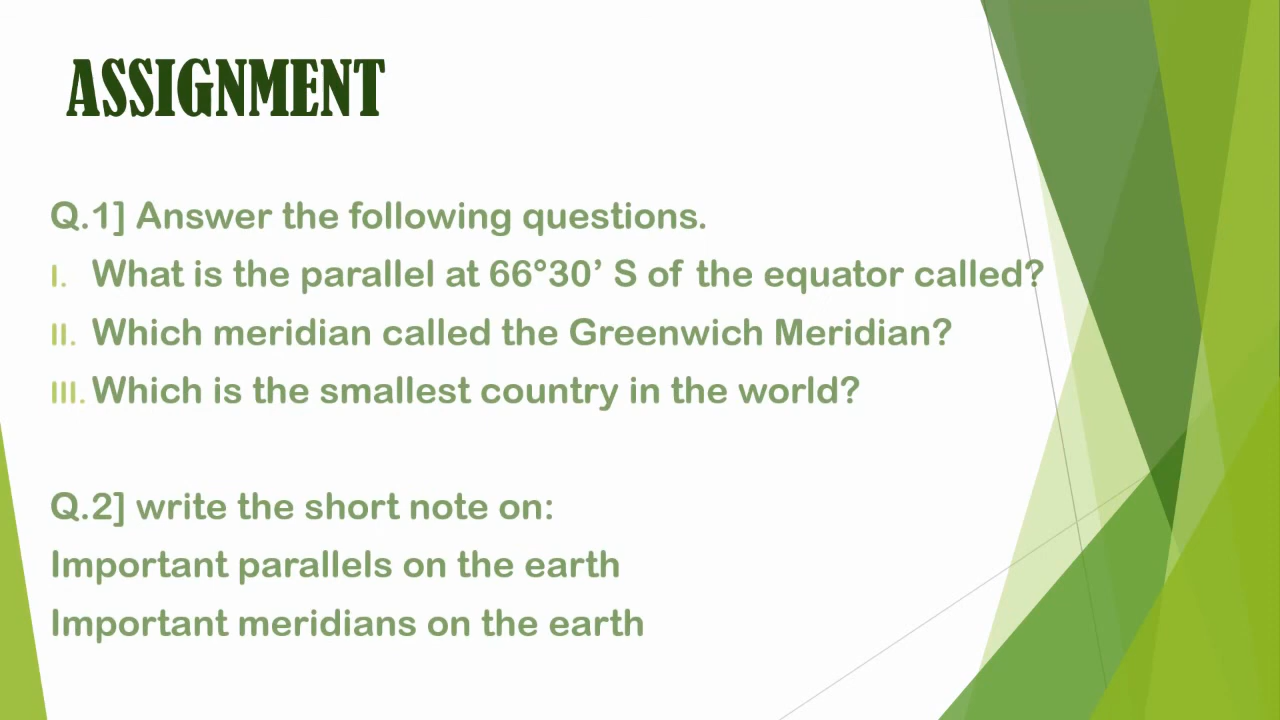 ASSIGNMENT
Q.1] Answer the following questions.
I. What is the parallel at 66°30’ S of the equator called?
II. Which meridian called the Greenwich Meridian?
III. Which is the smallest country in the world?
Q.2] write the short note on:
Important parallels on the earth
Important meridians on the earth